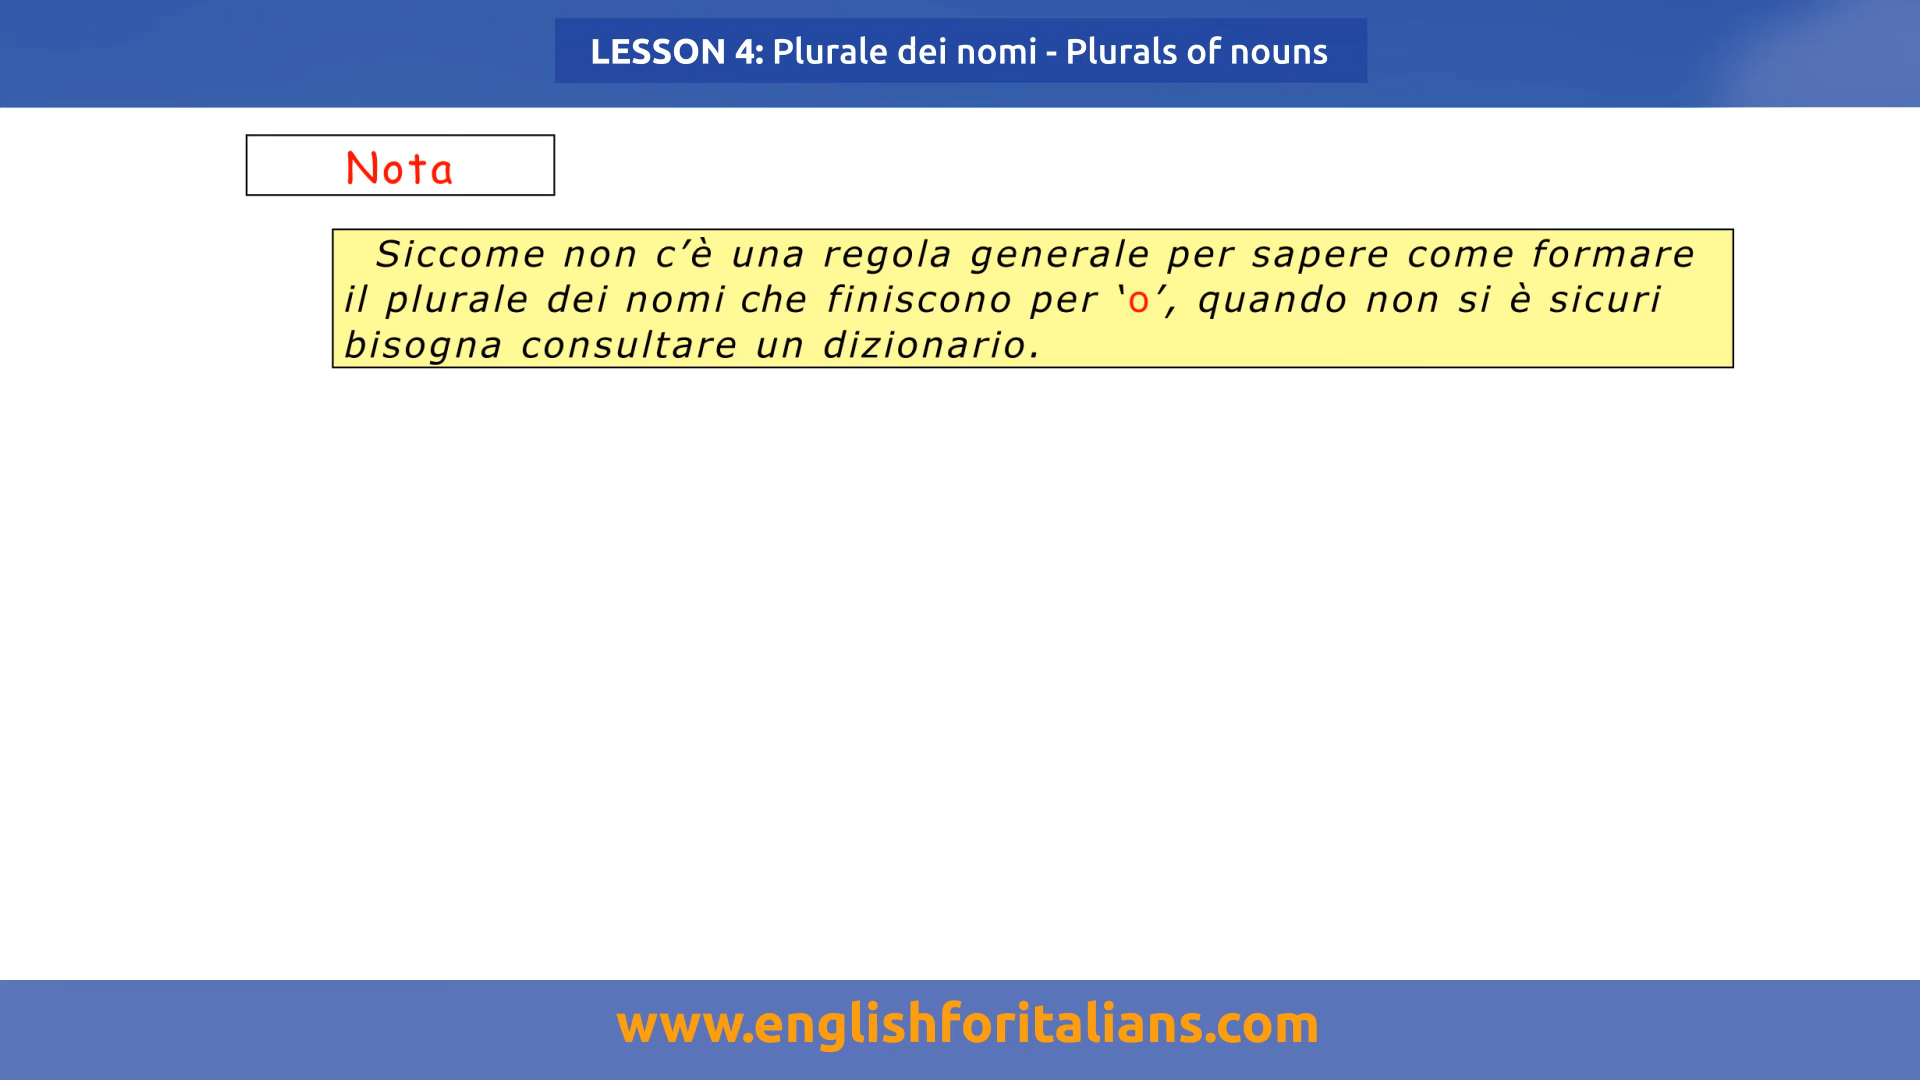 LESSON 4: Plurale dei nomi - Plurals of nouns
Nota
Siccome non c’è una regola generale per sapere come formare
il plurale dei nomi che finiscono per ‘o’, quando non si è sicuri
bisogna consultare un dizionario.
www.englishforitalians.com